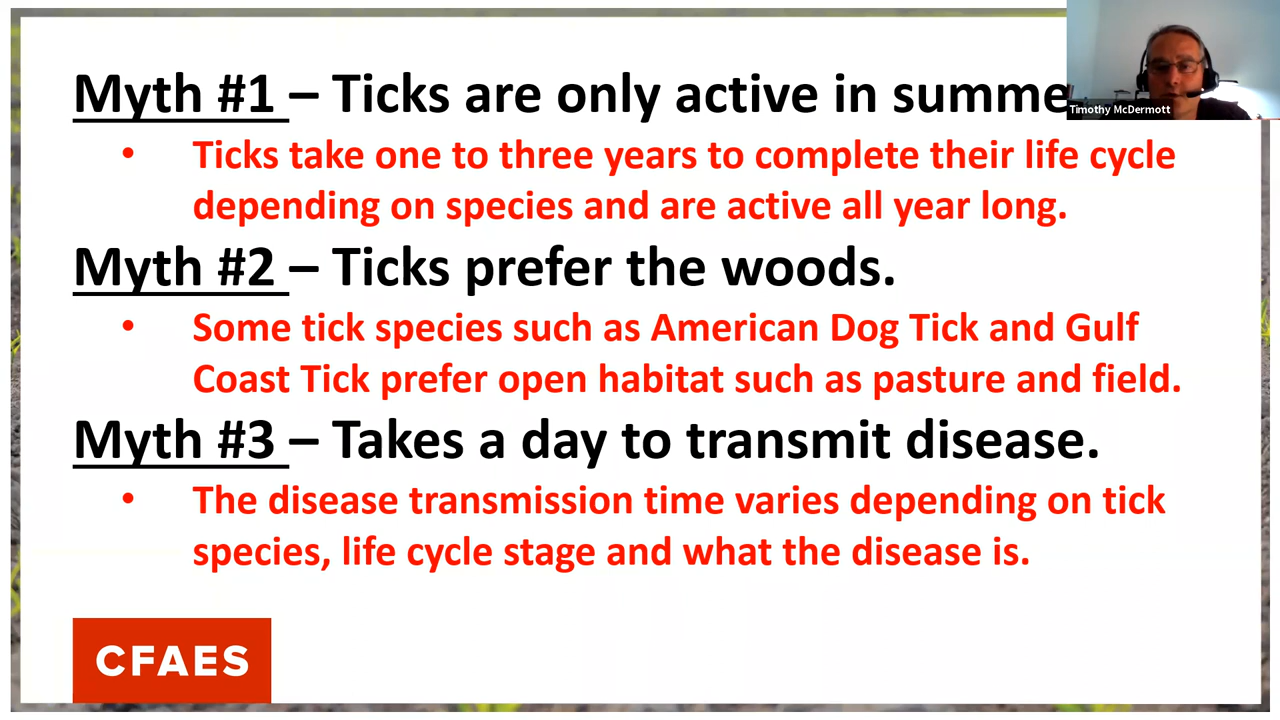 Myth #1 – Ticks are only active in summe
Timothy McDermott
• Ticks take one to three years to complete their life cycle
depending on species and are active all year long.
Myth #2 – Ticks prefer the woods.
• Some tick species such as American Dog Tick and Gulf
Coast Tick prefer open habitat such as pasture and field.
Myth #3 – Takes a day to transmit disease.
• The disease transmission time varies depending on tick
species, life cycle stage and what the disease is.
CFAES